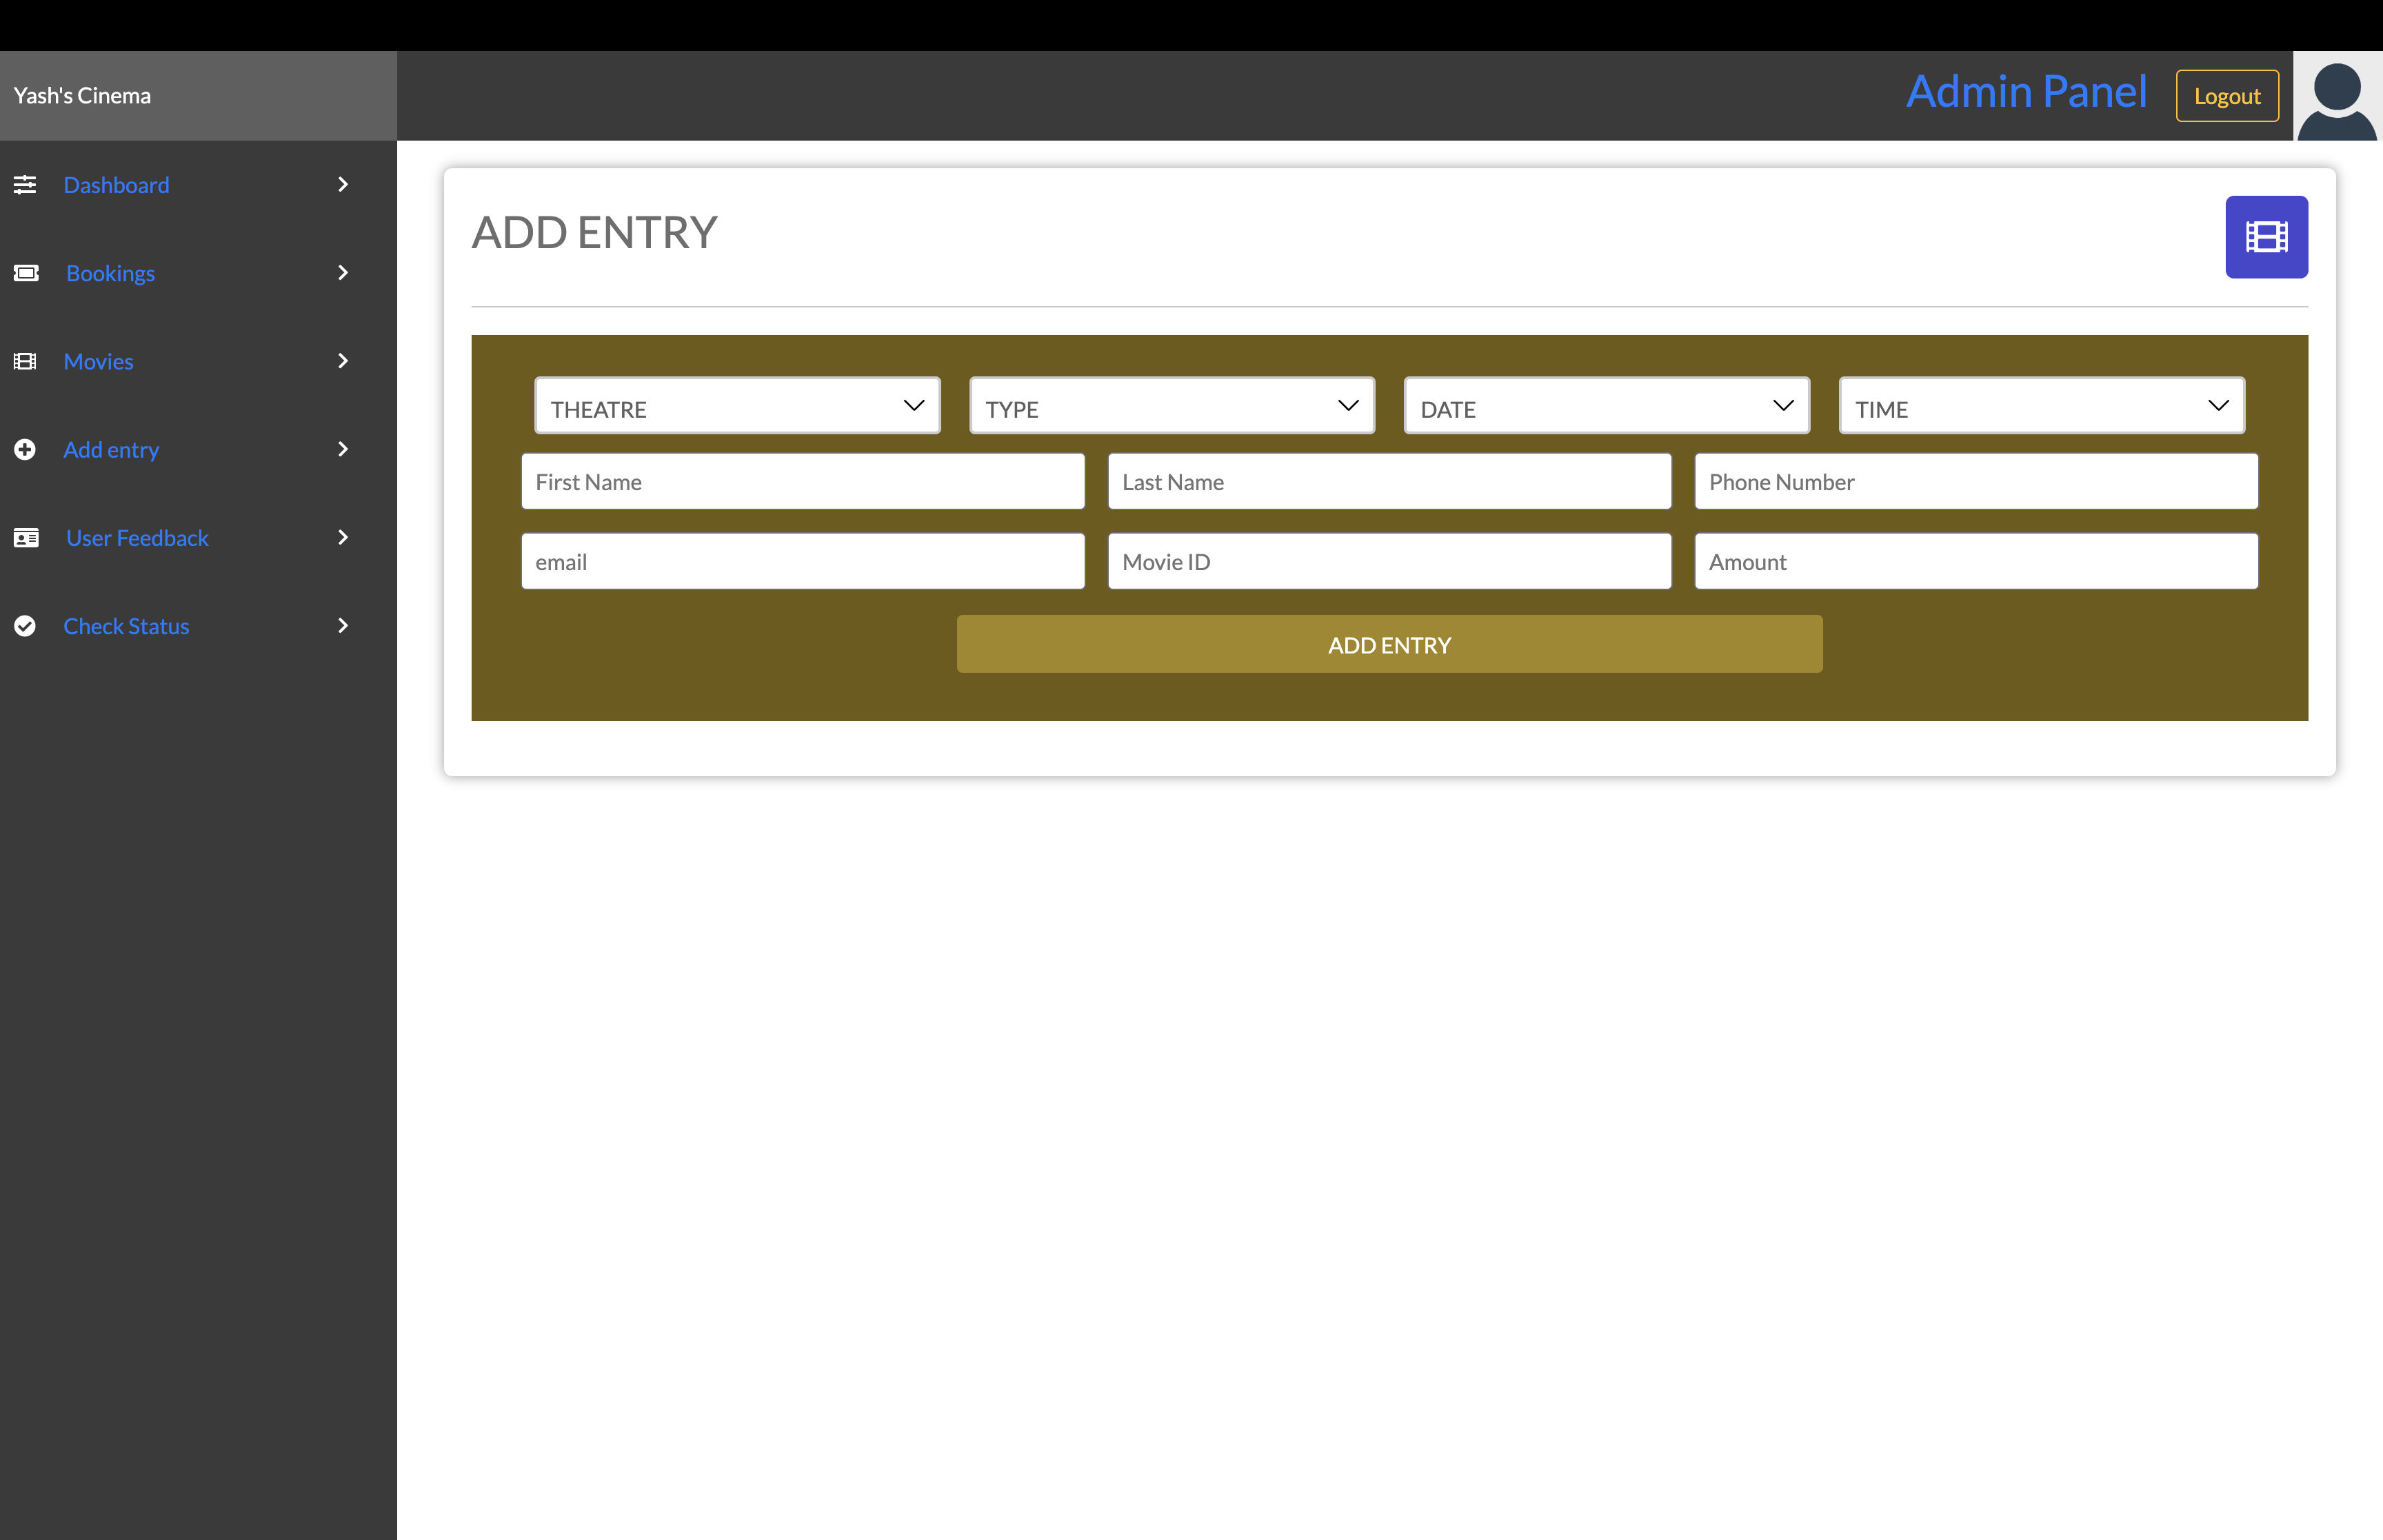 Yash's Cinema
Admin Panel
Logout
Dashboard
Bookings
Movies
Add entry
User Feedback
Check Status
ADD ENTRY
THEATRE TYPE DATE TIME
First Name Last Name Phone Number
email Movie ID Amount
ADD ENTRY